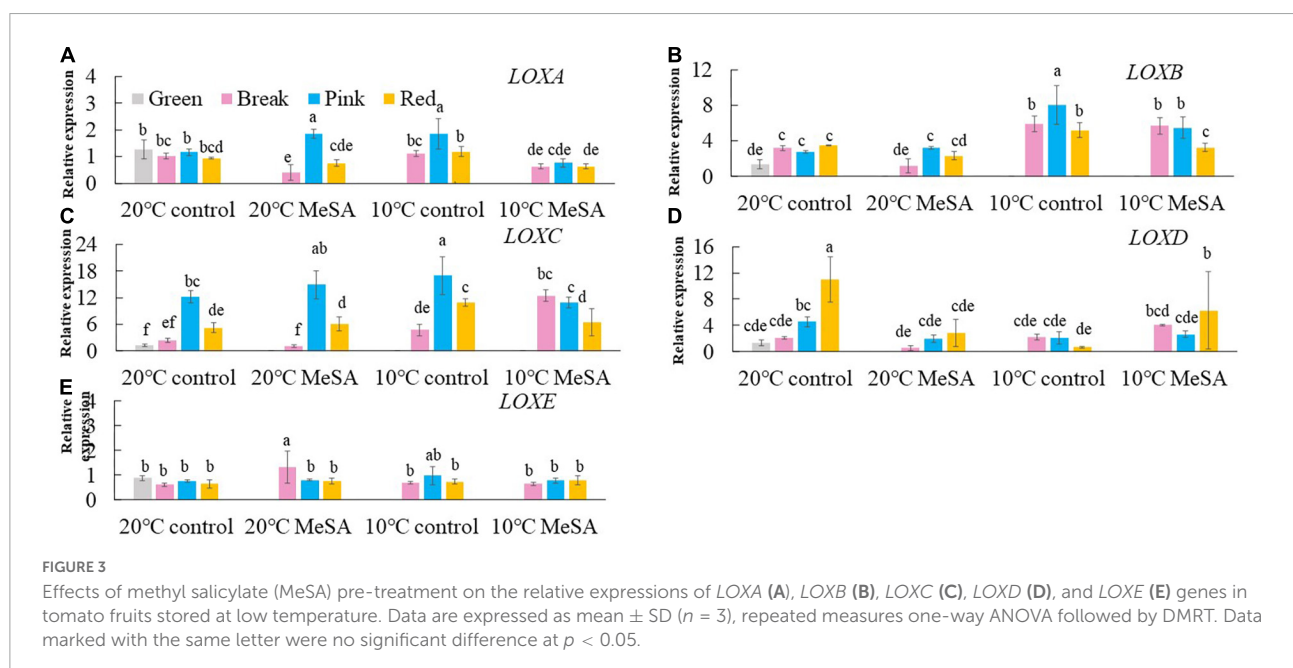 A
LOXA
Relative expression
4
3
2
1
0
Green Break Pink Red
b bc b bcd
e a cde
bc a b
de cde de
20°C control 20°C MeSA 10°C control 10°C MeSA
B
LOXB
Relative expression
12
8
4
0
de c c c
de c cd
b a b
b b c
20°C control 20°C MeSA 10°C control 10°C MeSA
C
LOXC
Relative expression
24
18
12
6
0
f ef bc de
f ab d
de a c
bc c d
20°C control 20°C MeSA 10°C control 10°C MeSA
D
LOXD
Relative expression
16
12
8
4
0
cde cde bc a
de cde cde
cde cde de
bcd cde b
20°C control 20°C MeSA 10°C control 10°C MeSA
E
LOXE
Relative
expression
4
3
2
1
0
b b b b
a b b
b ab b
b b b
20°C control 20°C MeSA 10°C control 10°C MeSA
FIGURE 3
Effects of methyl salicylate (MeSA) pre-treatment on the relative expressions of LOXA (A), LOXB (B), LOXC (C), LOXD (D), and LOXE (E) genes in
tomato fruits stored at low temperature. Data are expressed as mean ± SD (n = 3), repeated measures one-way ANOVA followed by DMRT. Data
marked with the same letter were no significant difference at p < 0.05.